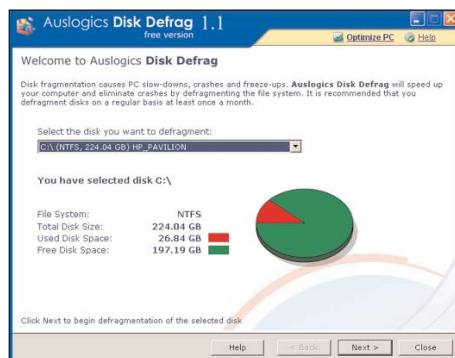 Auslogics Disk Defrag 1.1
free version
Optimize PC
Help
Welcome to Auslogics Disk Defrag
Disk fragmentation causes PC slow-downs, crashes and freeze-ups. Auslogics Disk Defrag will speed up
your computer and eliminate crashes by defragmenting the file system. It is recommended that you
defragment disks on a regular basis at least once a month.
Select the disk you want to defragment:
C:\ (NTFS, 224.04 GB) HP_PAVILION
You have selected disk C:\
File System: NTFS
Total Disk Size: 224.04 GB
Used Disk Space: 26.84 GB
Free Disk Space: 197.19 GB
Click Next to begin defragmentation of the selected disk
Help
< Back
Next >
Close